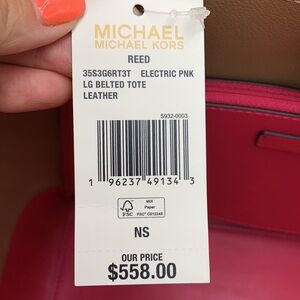 MICHAEL
MICHAEL KORS
REED
35S3G6RT3T ELECTRIC PNK
LG BELTED TOTE
LEATHER
S932-0003
1 96237 49134 3
FSC
MIX
Paper
NS
OUR PRICE
$558.00